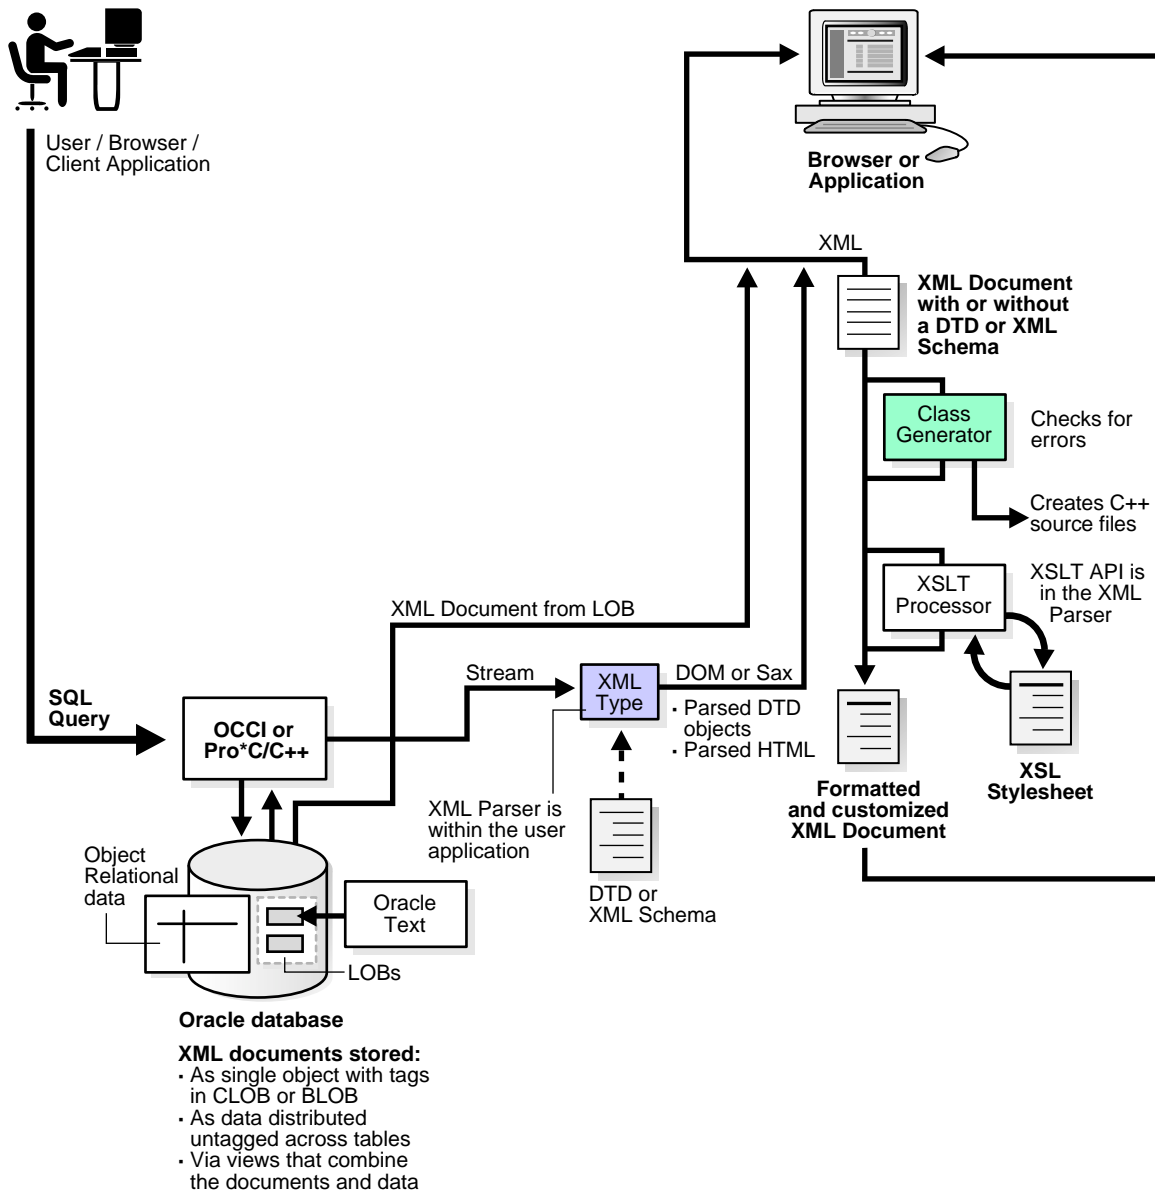 User / Browser /
Client Application
Browser or
Application
XML
XML Document
with or without
a DTD or XML
Schema
Class
Generator
Checks for
errors
Creates C++
source files
XSLT
Processor
XSLT API is
in the XML
Parser
XML Document from LOB
Stream
XML
Type
DOM or Sax
· Parsed DTD
objects
· Parsed HTML
SQL
Query
OCCI or
Pro*C/C++
XSL
Stylesheet
Formatted
and customized
XML Document
XML Parser is
within the user
application
DTD or
XML Schema
Object
Relational
data
Oracle
Text
LOBs
Oracle database
XML documents stored:
· As single object with tags
in CLOB or BLOB
· As data distributed
untagged across tables
· Via views that combine
the documents and data